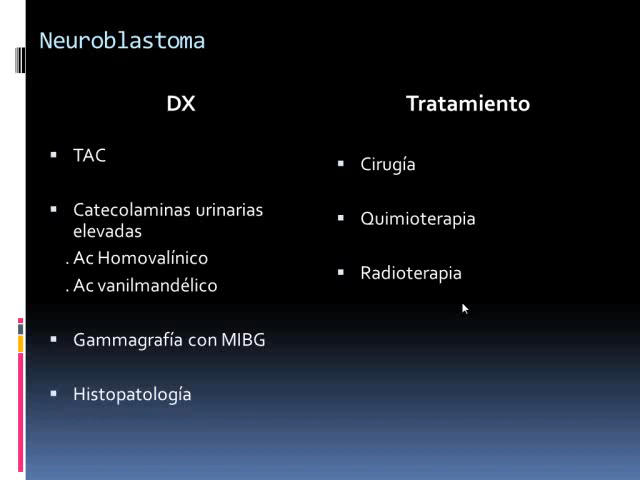 Neuroblastoma
DX
▪ TAC
▪ Catecolaminas urinarias
elevadas
. Ac Homovalínico
. Ac vanilmandélico
▪ Gammagrafía con MIBG
▪ Histopatología
Tratamiento
▪ Cirugía
▪ Quimioterapia
▪ Radioterapia